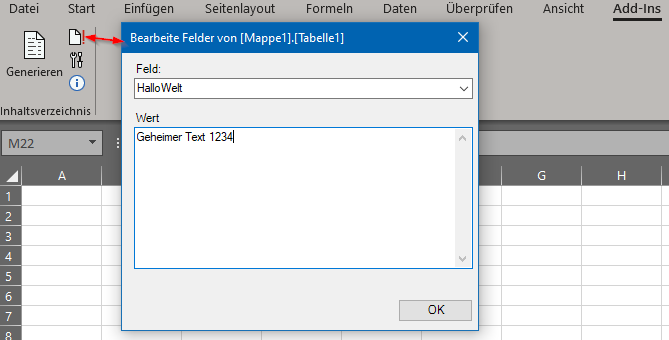 Datei Start Einfügen Seitenlayout Formeln Daten Überprüfen Ansicht Add-Ins
Generieren
Inhaltsverzeichnis
Bearbeite Felder von [Mappe1].[Tabelle1]
Feld:
HalloWelt
Wert
Geheimer Text 1234
OK
M22
A G H
1
2
3
4
5
6
7
8